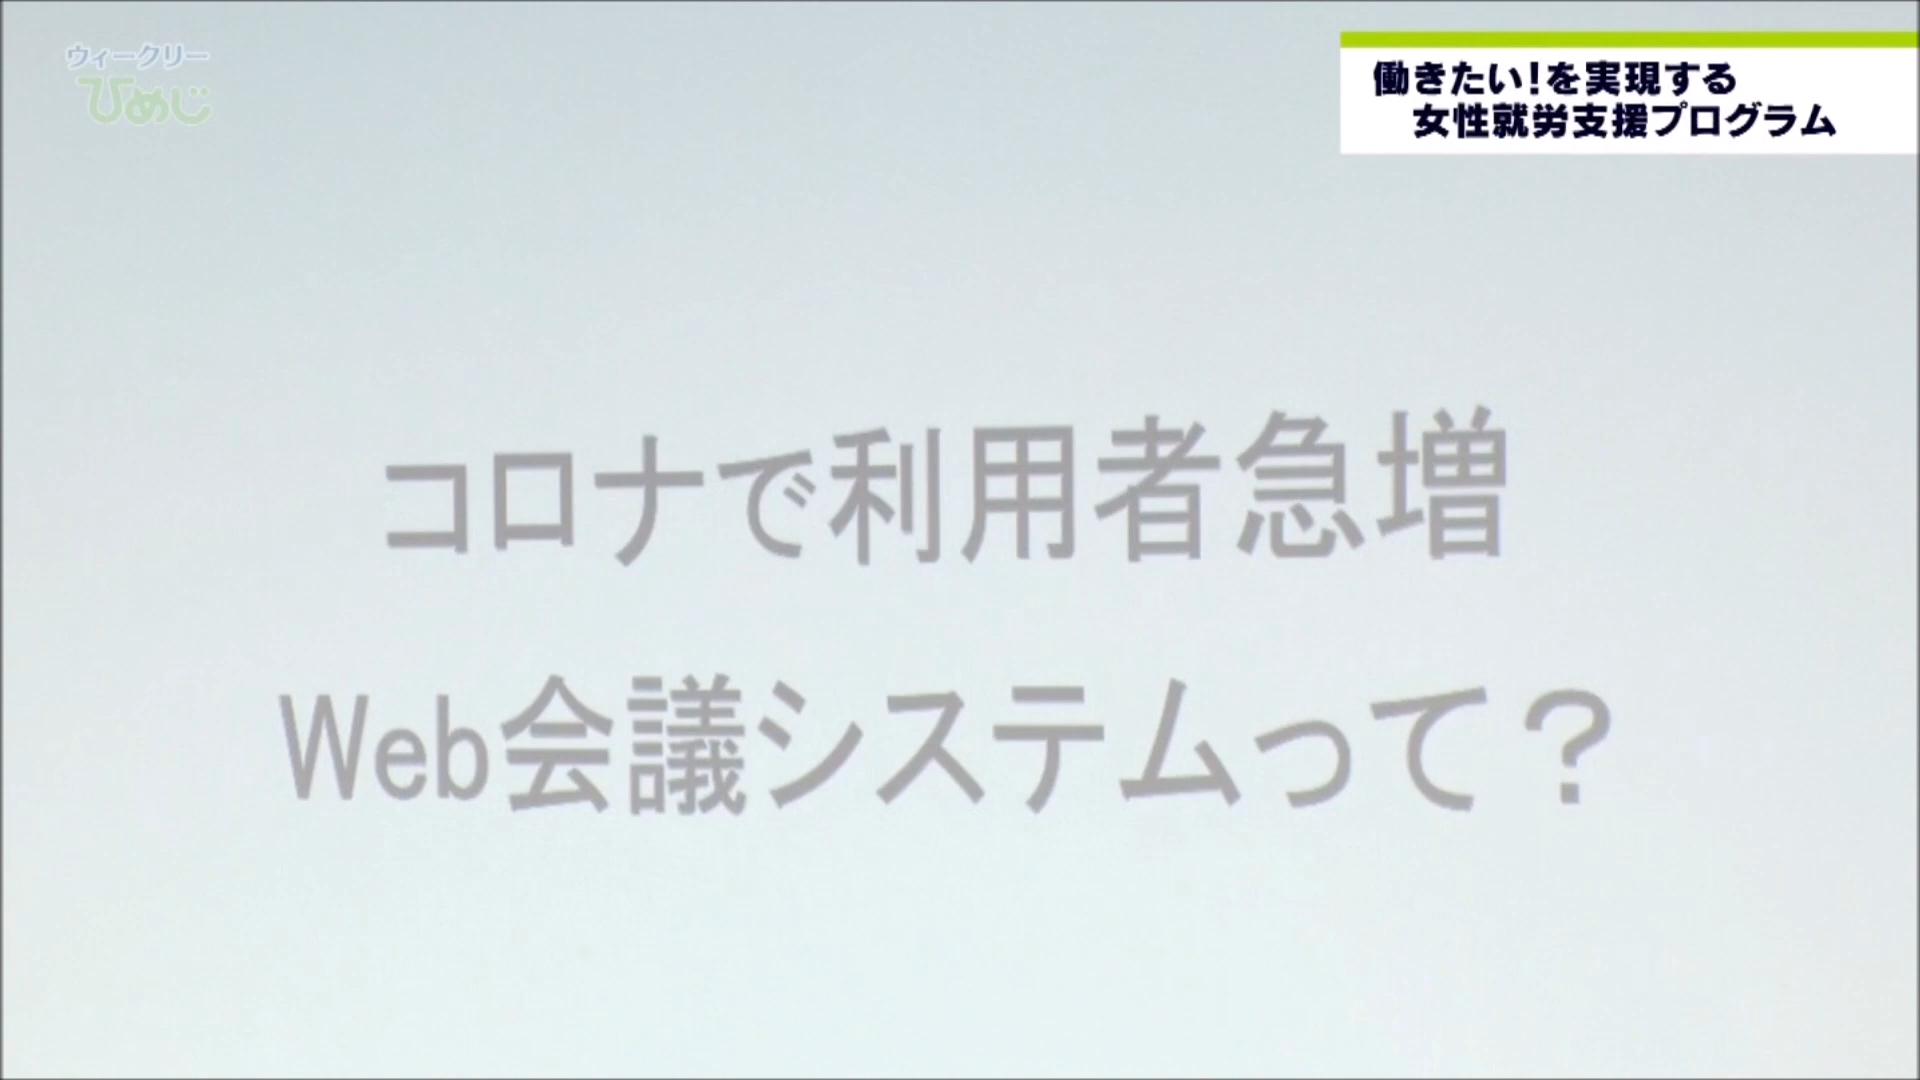 ウィークリー
ひめじ
働きたい!を実現する
女性就労支援プログラム
コロナで利用者急増
Web会議システムって？